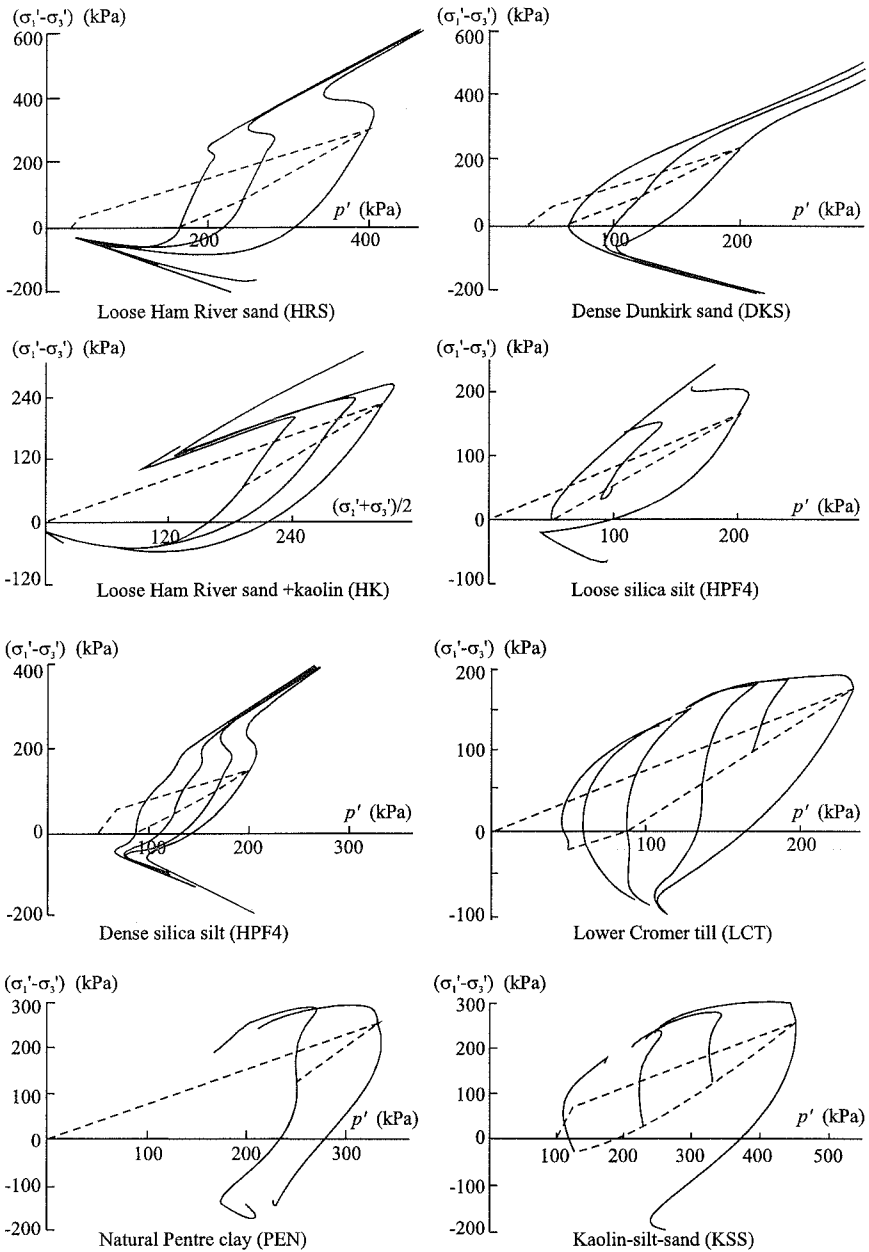 (σ₁'-σ₃') (kPa)
600
400
200
0
-200
p' (kPa)
200
400
Loose Ham River sand (HRS)
(σ₁'-σ₃') (kPa)
600
400
200
0
-200
p' (kPa)
100
200
Dense Dunkirk sand (DKS)
(σ₁'-σ₃') (kPa)
240
120
0
-120
(σ₁'+σ₃')/2
120
240
Loose Ham River sand +kaolin (HK)
(σ₁'-σ₃') (kPa)
200
100
0
-100
p' (kPa)
100
200
Loose silica silt (HPF4)
(σ₁'-σ₃') (kPa)
400
200
0
-200
p' (kPa)
100
200
300
Dense silica silt (HPF4)
(σ₁'-σ₃') (kPa)
200
100
0
-100
p' (kPa)
100
200
Lower Cromer till (LCT)
(σ₁'-σ₃') (kPa)
300
200
100
0
-100
-200
p' (kPa)
100
200
300
Natural Pentre clay (PEN)
(σ₁'-σ₃') (kPa)
300
200
100
0
-100
-200
p' (kPa)
100
200
300
400
500
Kaolin-silt-sand (KSS)